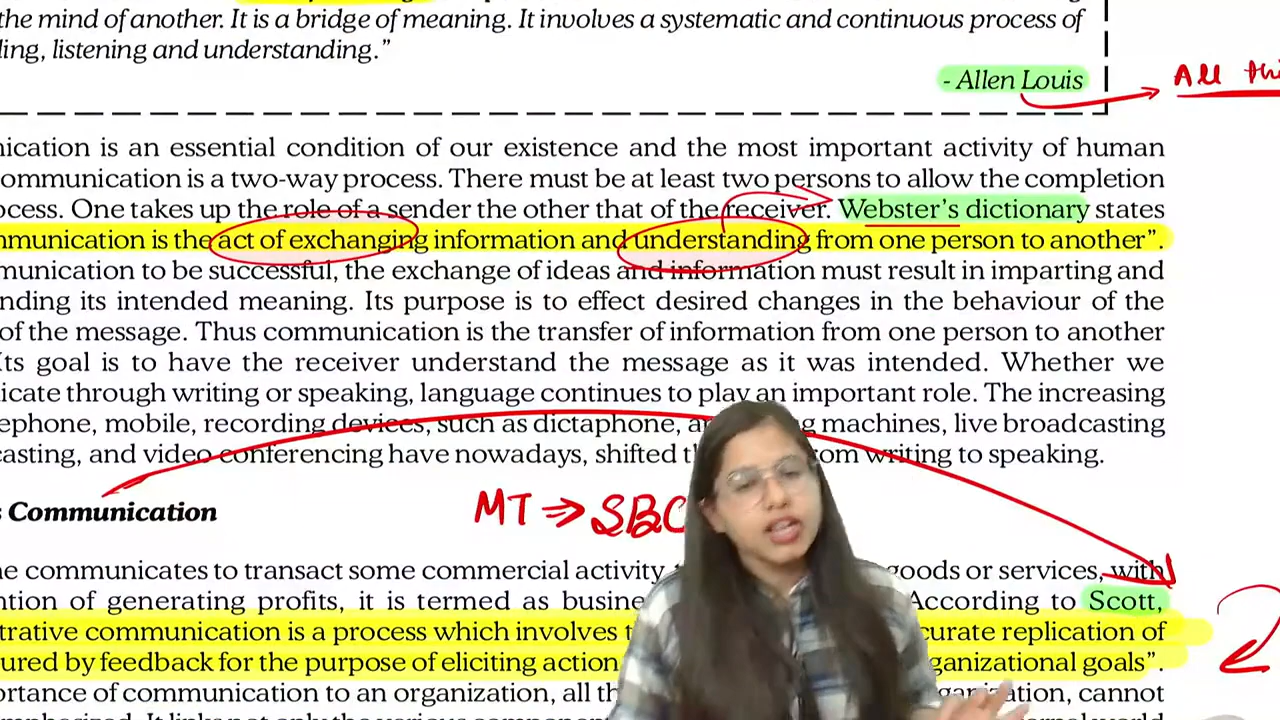 the mind of another. It is a bridge of meaning. It involves a systematic and continuous process of
ling, listening and understanding.”
- Allen Louis
All thi
nication is an essential condition of our existence and the most important activity of human
ommunication is a two-way process. There must be at least two persons to allow the completion
ocess. One takes up the role of a sender the other that of the receiver. Webster’s dictionary states
mmunication is the act of exchanging information and understanding from one person to another”.
munication to be successful, the exchange of ideas and information must result in imparting and
nding its intended meaning. Its purpose is to effect desired changes in the behaviour of the
of the message. Thus communication is the transfer of information from one person to another
Its goal is to have the receiver understand the message as it was intended. Whether we
icate through writing or speaking, language continues to play an important role. The increasing
ephone, mobile, recording devices, such as dictaphone, machines, live broadcasting
casting, and video conferencing have nowadays, shifted from writing to speaking.
s Communication
MT ⇒ SBC
ne communicates to transact some commercial activity goods or services, with
ntion of generating profits, it is termed as busine According to Scott,
trative communication is a process which involves t curate replication of
ured by feedback for the purpose of eliciting action ganizational goals”.
ortance of communication to an organization, all th ganization, cannot